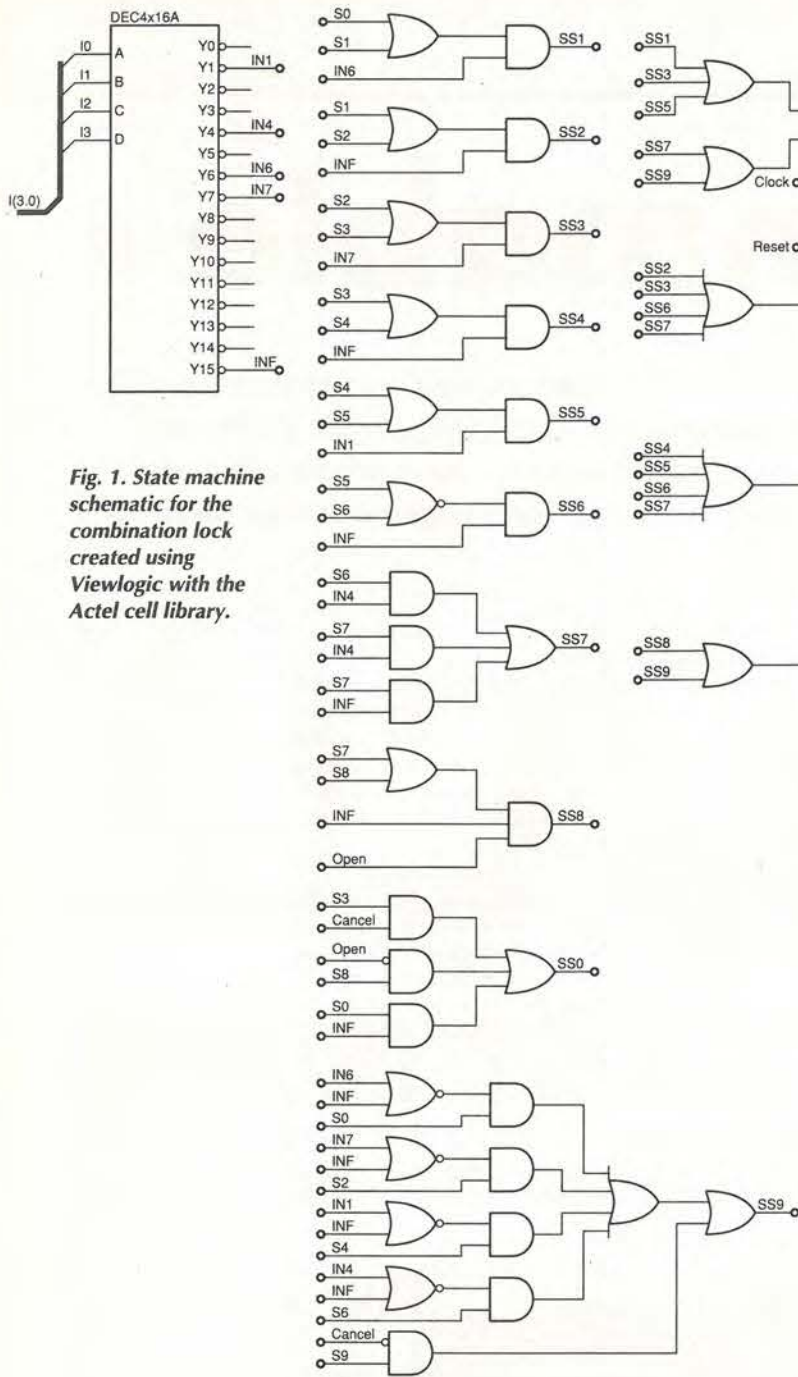 DEC4x16A
I0
I1
I2
I3
I(3.0)
A
B
C
D
Y0
Y1
Y2
Y3
Y4
Y5
Y6
Y7
Y8
Y9
Y10
Y11
Y12
Y13
Y14
Y15
IN1
IN4
IN6
IN7
INF
Fig. 1. State machine
schematic for the
combination lock
created using
Viewlogic with the
Actel cell library.
S0
S1
IN6
SS1
S1
S2
INF
SS2
S2
S3
IN7
SS3
S3
S4
INF
SS4
S4
S5
IN1
SS5
S5
S6
INF
SS6
S6
IN4
S7
IN4
S7
INF
SS7
S7
S8
INF
Open
SS8
S3
Cancel
Open
S8
S0
INF
SS0
IN6
INF
S0
IN7
INF
S2
IN1
INF
S4
IN4
INF
S6
Cancel
S9
SS9
SS1
SS3
SS5
SS7
SS9
Clock
Reset
SS2
SS3
SS6
SS7
SS4
SS5
SS6
SS7
SS8
SS9